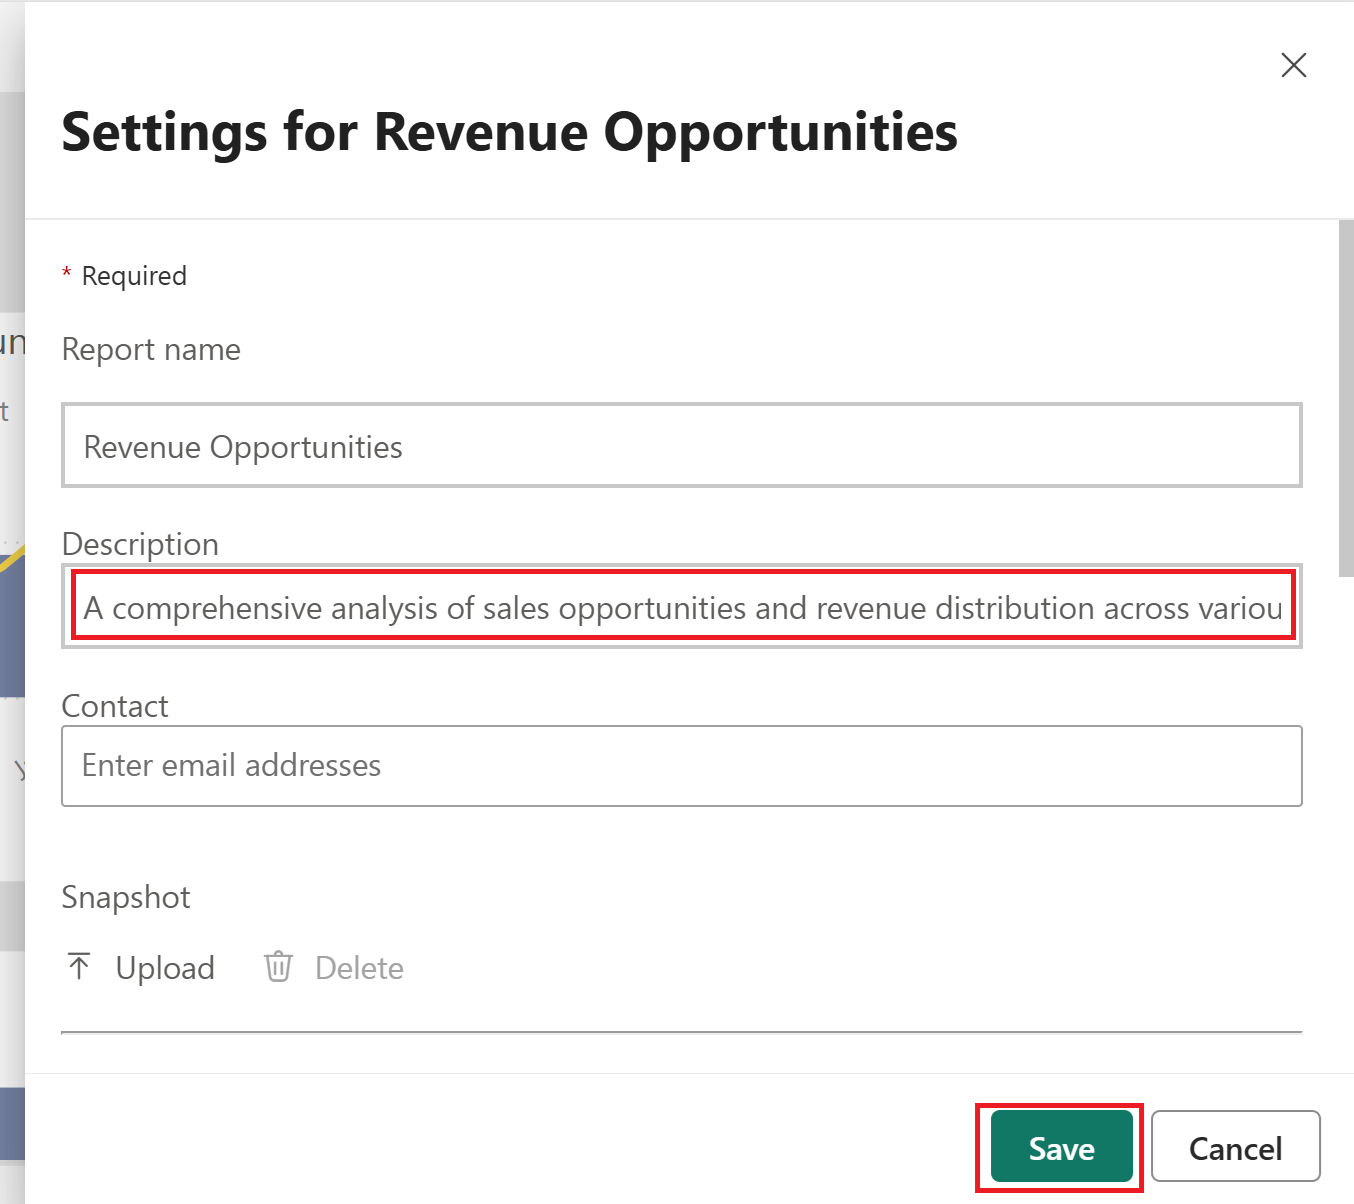 Settings for Revenue Opportunities
* Required
Report name
Revenue Opportunities
Description
A comprehensive analysis of sales opportunities and revenue distribution across variou
Contact
Enter email addresses
Snapshot
Upload Delete
Save Cancel